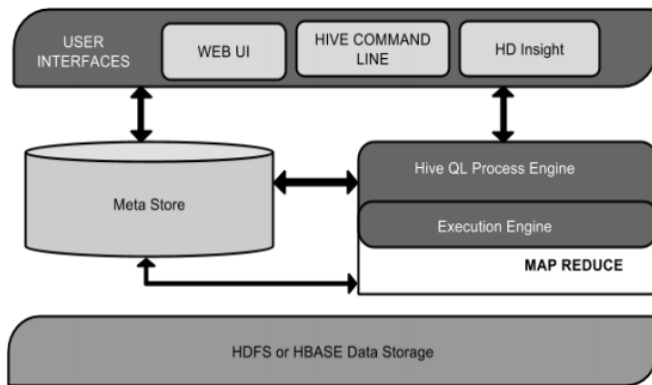 USER
INTERFACES
WEB UI
HIVE COMMAND
LINE
HD Insight
Meta Store
Hive QL Process Engine
Execution Engine
MAP REDUCE
HDFS or HBASE Data Storage